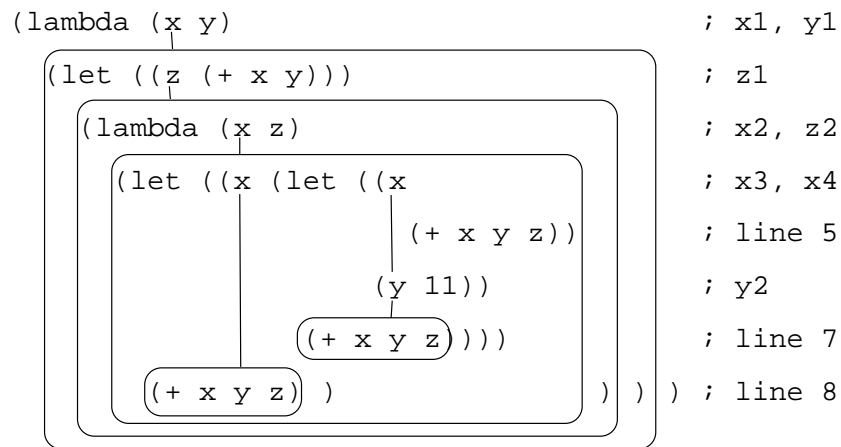 (lambda (x y) ; x1, y1
(let ((z (+ x y))) ; z1
(lambda (x z) ; x2, z2
(let ((x (let ((x ; x3, x4
(+ x y z)) ; line 5
(y 11)) ; y2
(+ x y z)))) ; line 7
(+ x y z) ) ) ) ) ; line 8